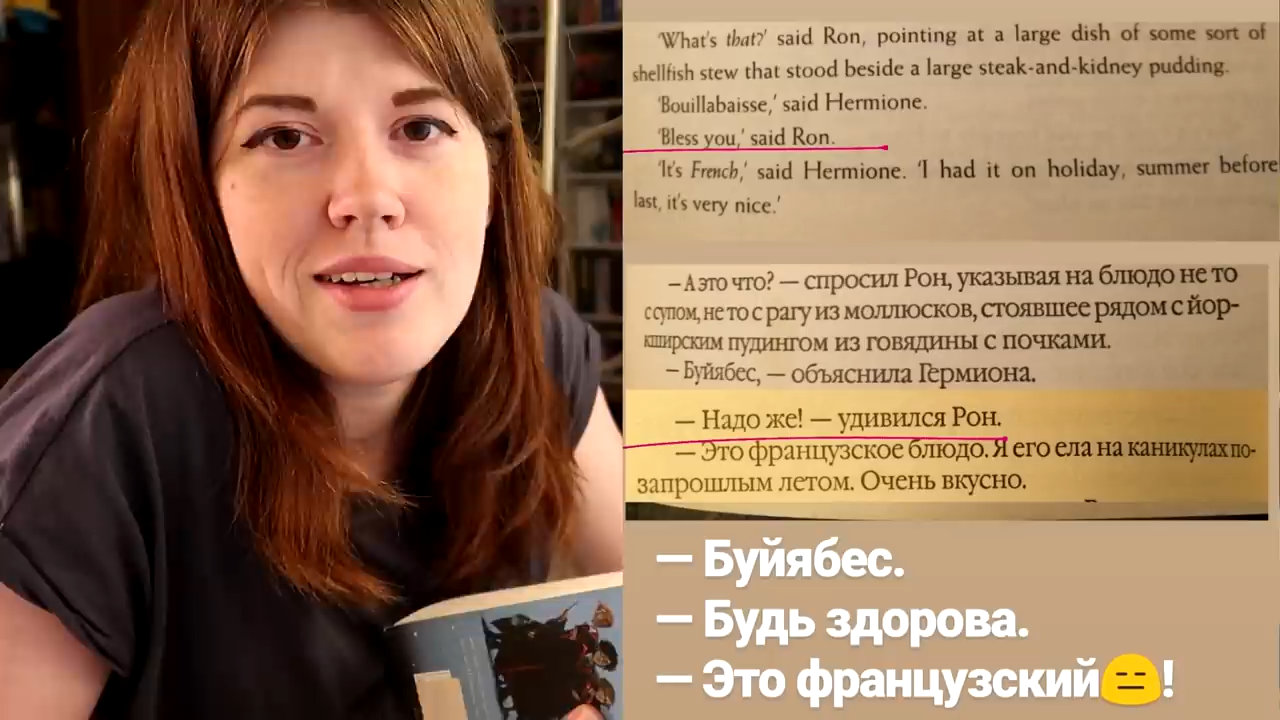 ‘What's that?’ said Ron, pointing at a large dish of some sort of
shellfish stew that stood beside a large steak-and-kidney pudding.
‘Bouillabaisse,’ said Hermione.
‘Bless you,’ said Ron.
‘It's French,’ said Hermione. ‘I had it on holiday, summer before
last, it's very nice.’
— А это что? — спросил Рон, указывая на блюдо не то
с супом, не то с рагу из моллюсков, стоявшее рядом с йорк-
ширским пудингом из говядины с почками.
— Буйябес, — объяснила Гермиона.
— Надо же! — удивился Рон.
— Это французское блюдо. Я его ела на каникулах по-
запрошлым летом. Очень вкусно.
— Буйябес.
— Будь здорова.
— Это французский😑!